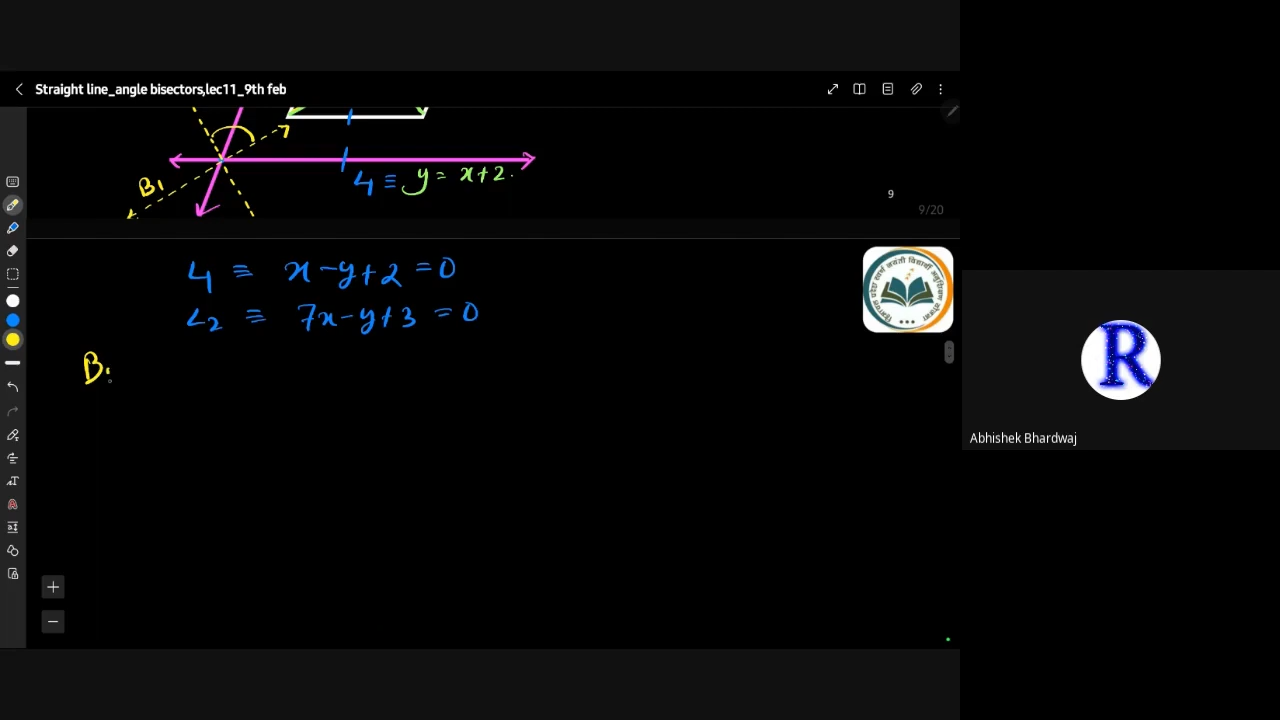 Straight line_angle bisectors,lec11_9th feb
B₁
L₁ ≡ y = x+2.
9
9/20
L₁ ≡ x-y+2 = 0
L₂ ≡ 7x-y+3 = 0
B₁
R
Abhishek Bhardwaj